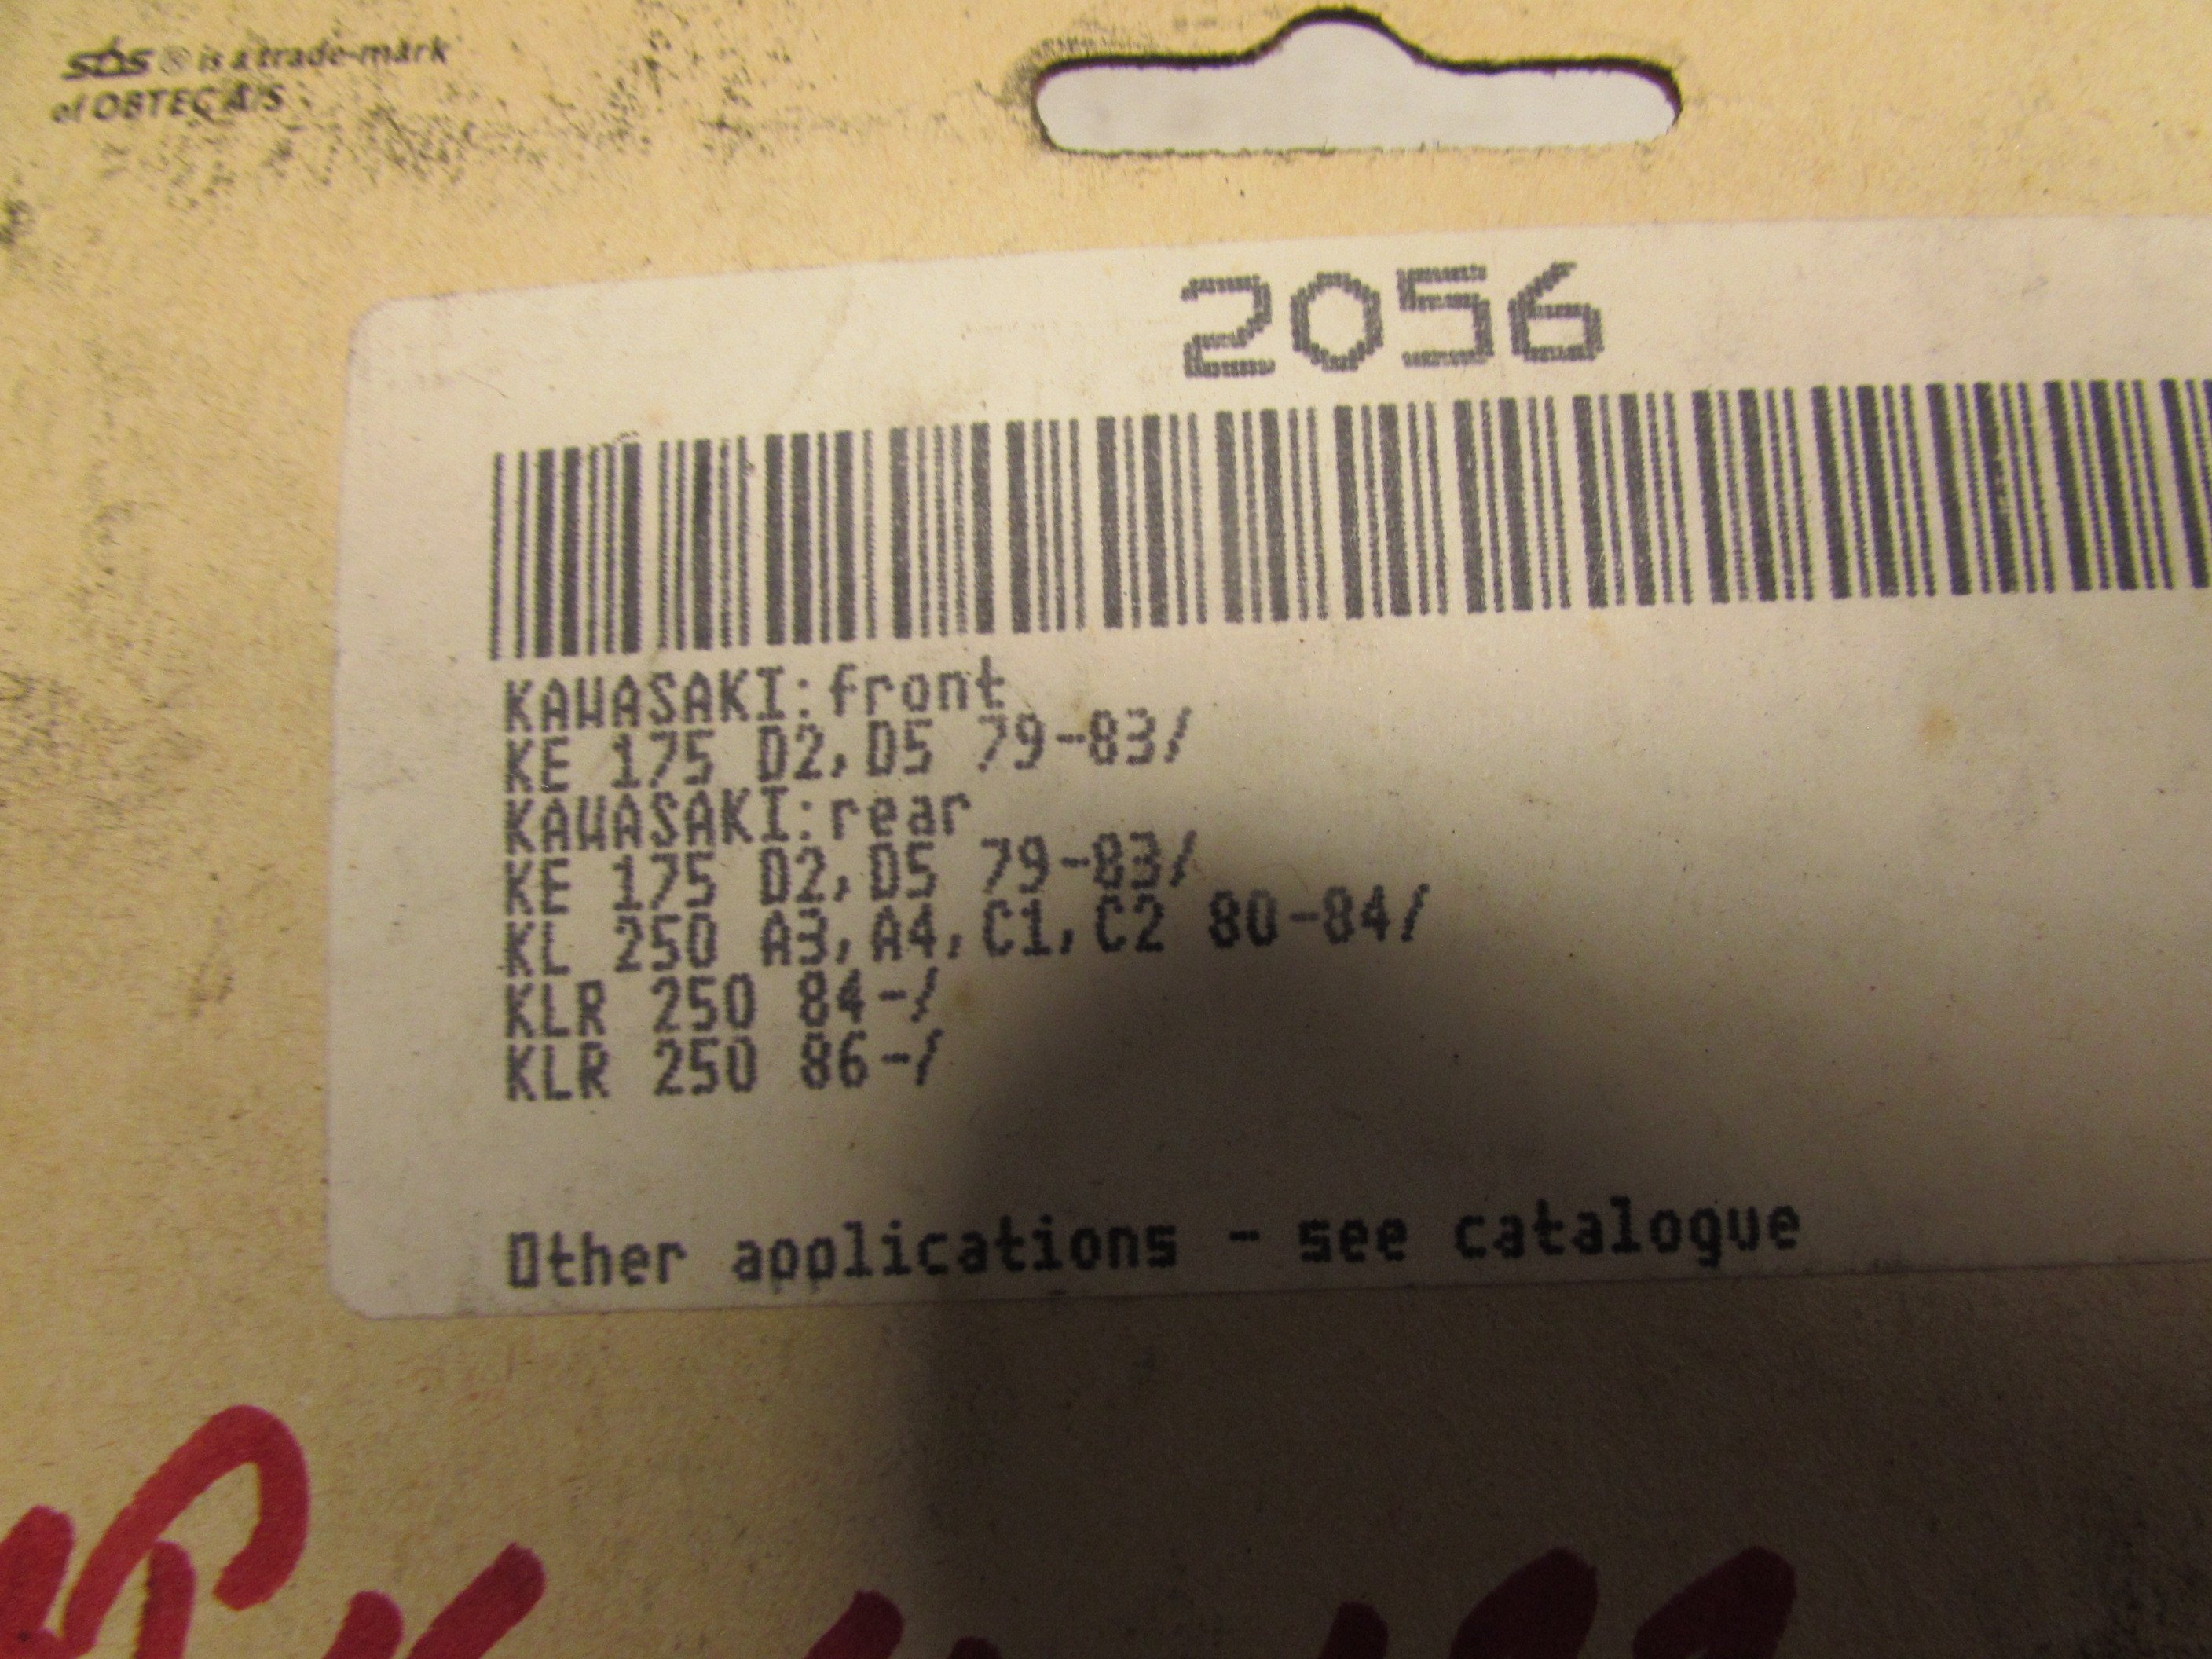 sbs ® is a trade-mark
of OBTEC A/S
2056
KAWASAKI:front
KE 175 D2,D5 79-83/
KAWASAKI:rear
KE 175 D2,D5 79-83/
KL 250 A3,A4,C1,C2 80-84/
KLR 250 84-/
KLR 250 86-/
Other applications - see catalogue